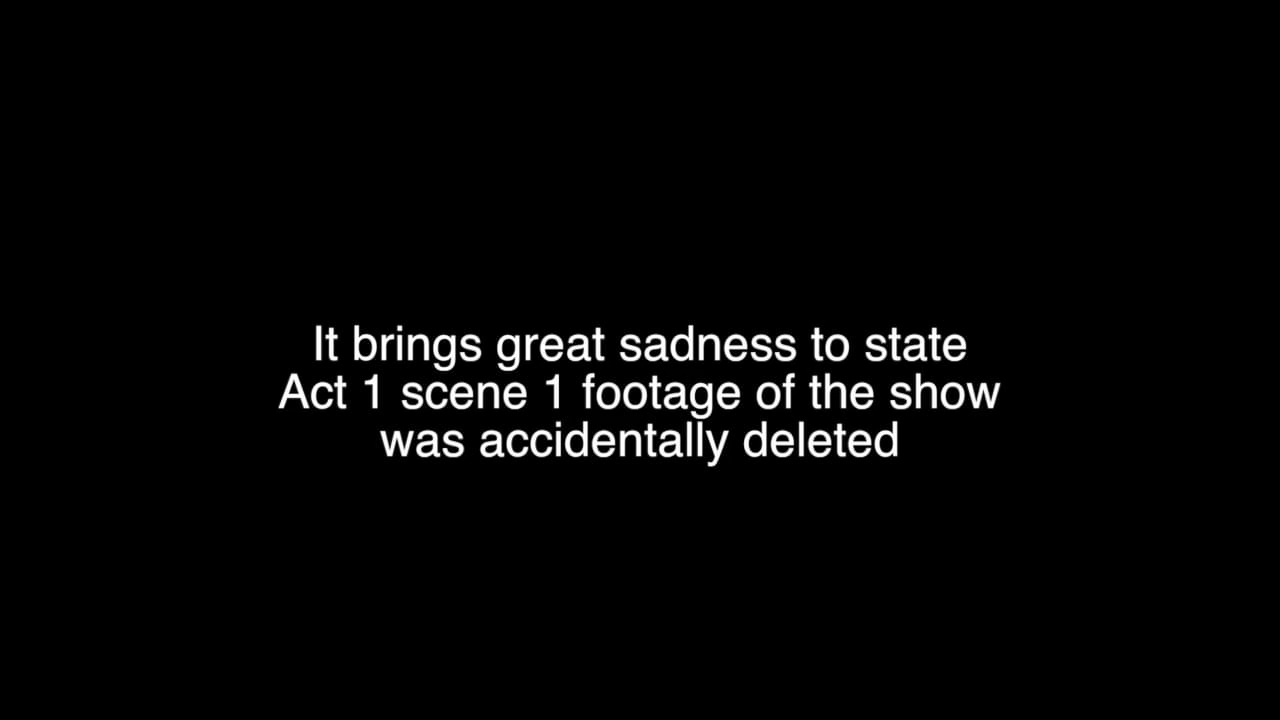 It brings great sadness to state
Act 1 scene 1 footage of the show
was accidentally deleted